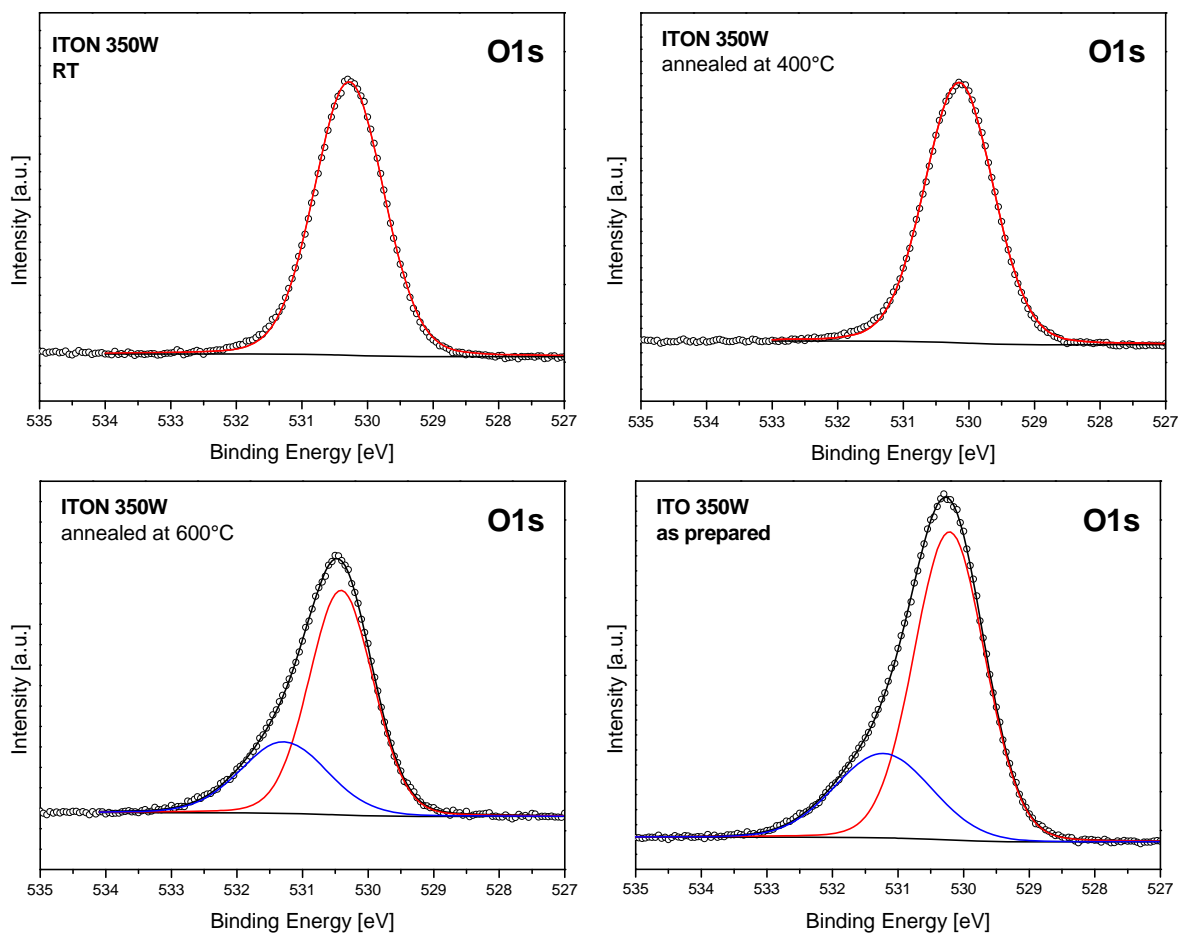 ITON 350W
RT
O1s
Intensity [a.u.]
535 534 533 532 531 530 529 528 527
Binding Energy [eV]
ITON 350W
annealed at 400°C
O1s
Intensity [a.u.]
535 534 533 532 531 530 529 528 527
Binding Energy [eV]
ITON 350W
annealed at 600°C
O1s
Intensity [a.u.]
535 534 533 532 531 530 529 528 527
Binding Energy [eV]
ITO 350W
as prepared
O1s
Intensity [a.u.]
535 534 533 532 531 530 529 528 527
Binding Energy [eV]